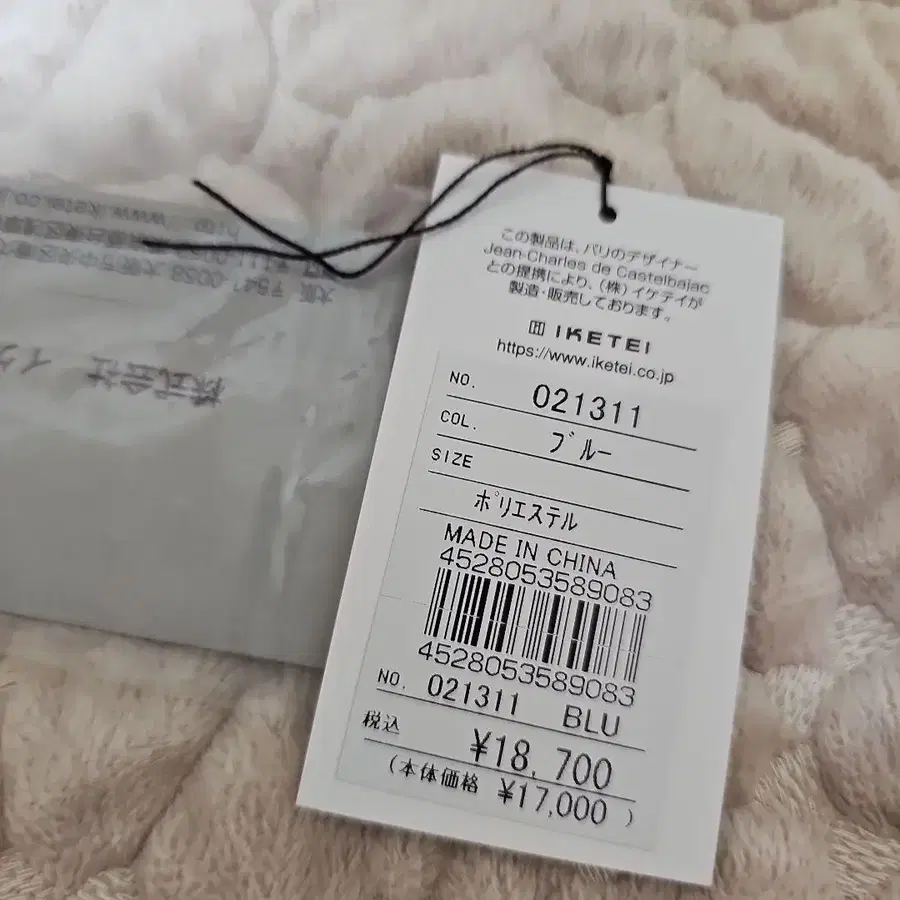 この製品は、パリのデザイナー
Jean-Charles de Castelbajac
との提携により、(株)イケテイが
製造・販売しております。
IKETEI
https://www.iketei.co.jp
NO. 021311
COL. ブルー
SIZE
ポリエステル
MADE IN CHINA
4528053589083
4528053589083
NO. 021311 BLU
税込 ¥18,700
(本体価格 ¥17,000 )
株式会社